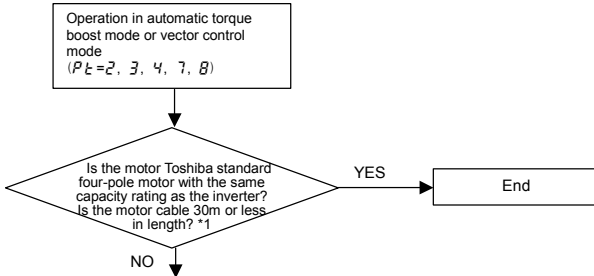 Operation in automatic torque
boost mode or vector control
mode
(Pt=2, 3, 4, 7, 8)
Is the motor Toshiba standard
four-pole motor with the same
capacity rating as the inverter?
Is the motor cable 30m or less
in length? *1
YES
End
NO